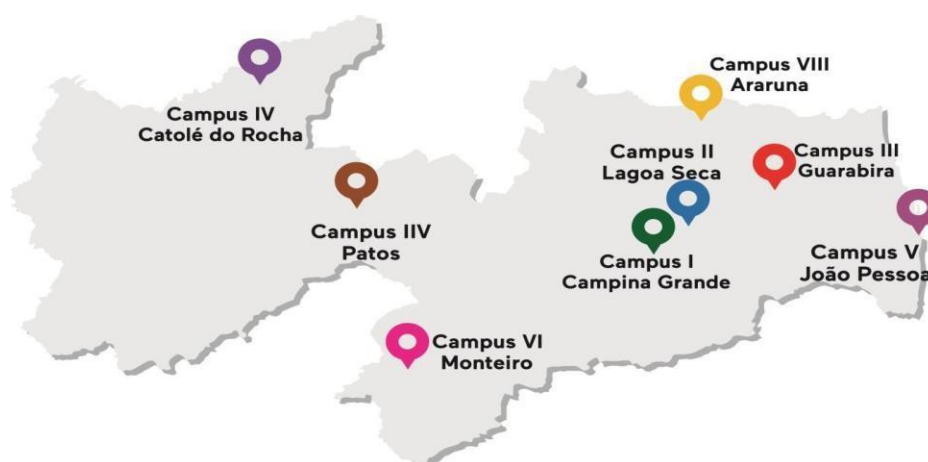 Campus VIII
Araruna
Campus IV
Catolé do Rocha
Campus II
Lagoa Seca
Campus III
Guarabira
Campus IIV
Patos
Campus I
Campina Grande
Campus V
João Pessoa
Campus VI
Monteiro